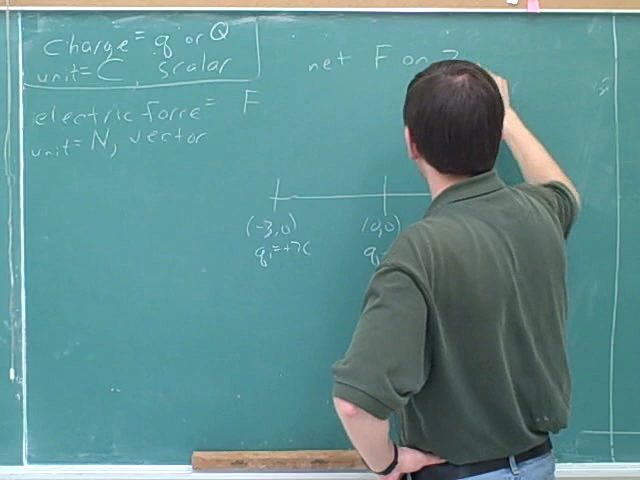 charge = q or Q
unit = C scalar
electric force = F
unit = N, vector
net F on ?
(-3,0) (0,0)
q₁=+7C q